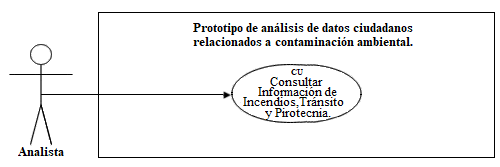 Prototipo de análisis de datos ciudadanos
relacionados a contaminación ambiental.
CU
Consultar
Información de
Incendios,Tránsito
y Pirotecnia.
Analista